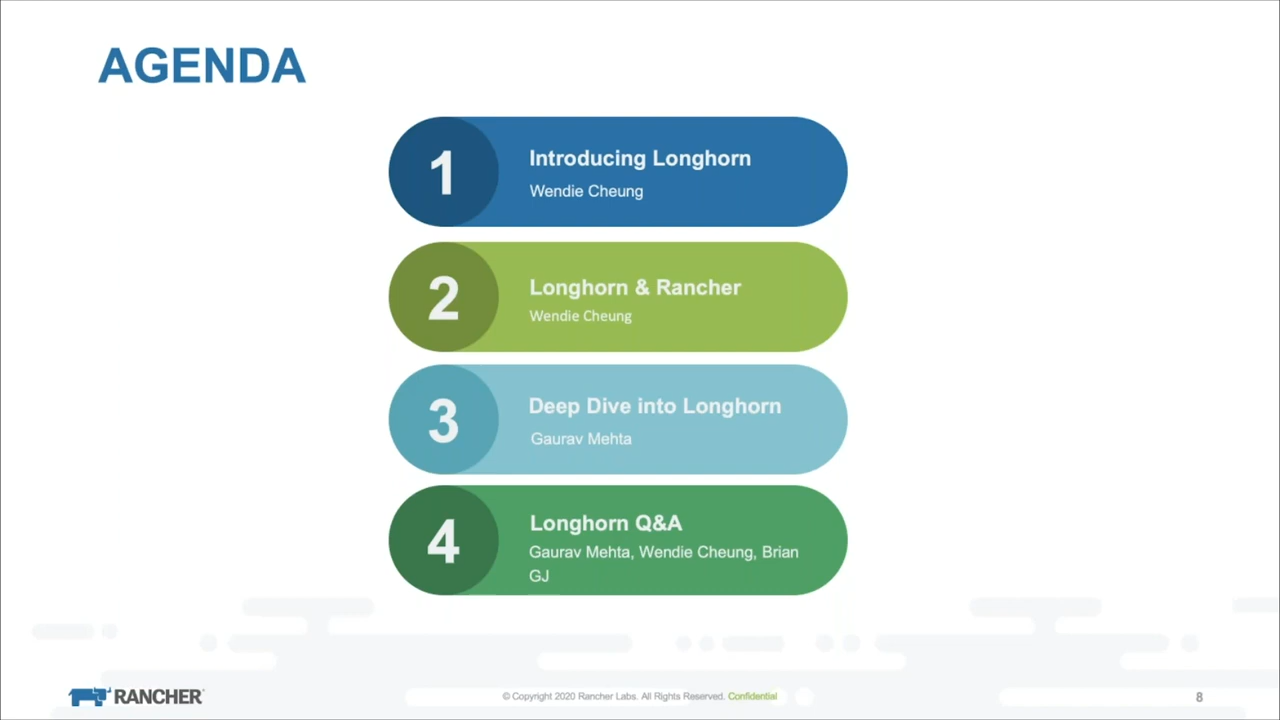 AGENDA
1
Introducing Longhorn
Wendie Cheung
2
Longhorn & Rancher
Wendie Cheung
3
Deep Dive into Longhorn
Gaurav Mehta
4
Longhorn Q&A
Gaurav Mehta, Wendie Cheung, Brian
GJ
RANCHER
© Copyright 2020 Rancher Labs. All Rights Reserved. Confidential
8